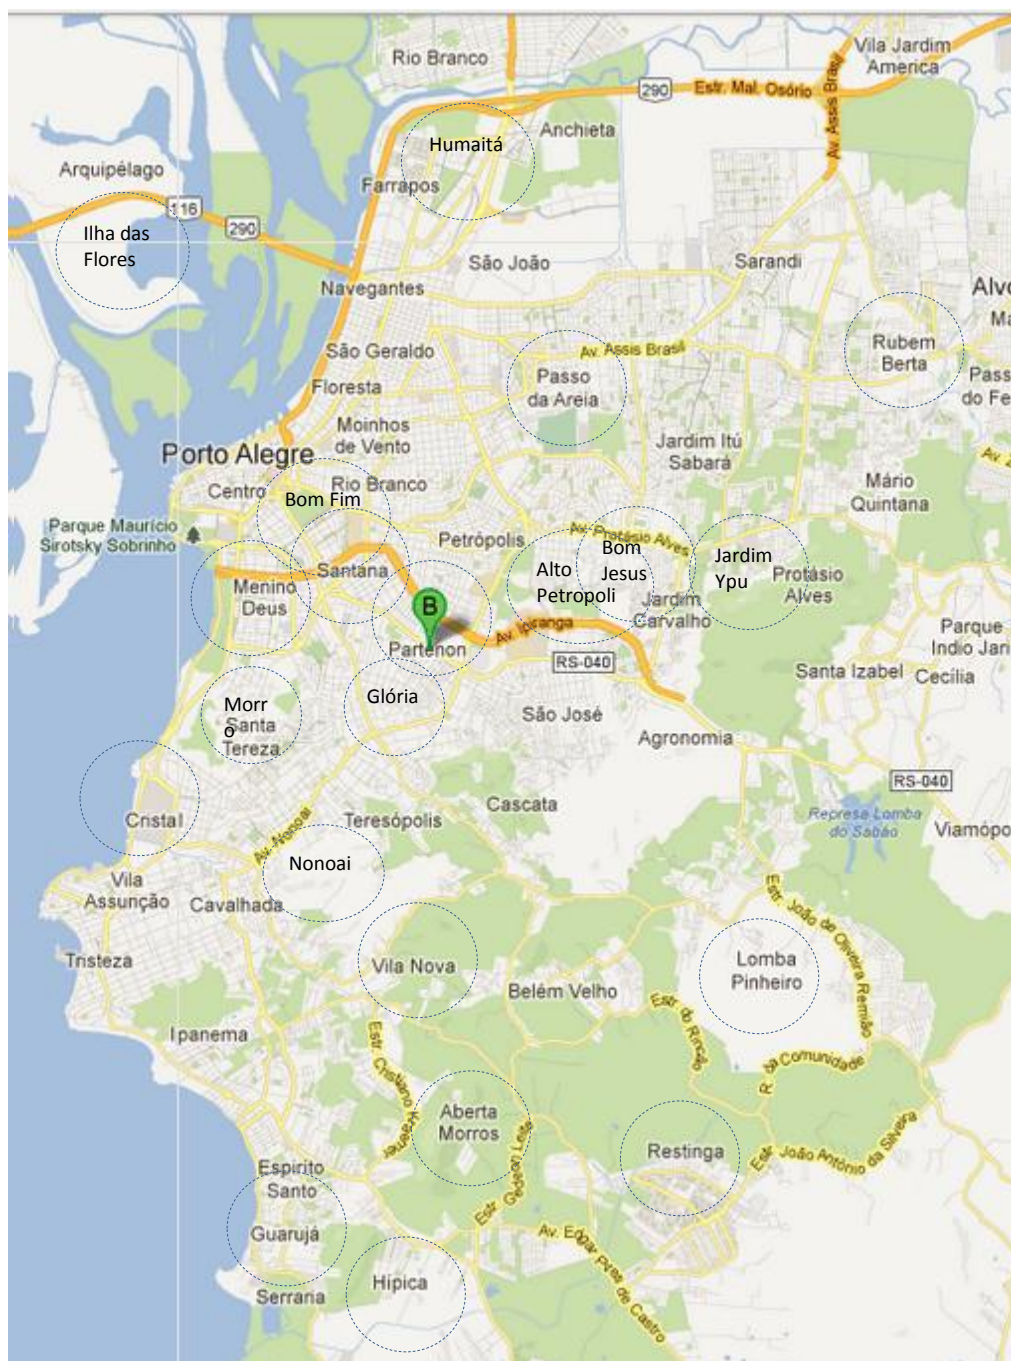 Rio Branco
Vila Jardim
America
290
Estr. Mal. Osório
Av. Assis Brasil
Anchieta
Humaitá
Arquipélago
Farrapos
116
290
Ilha das
Flores
São João
Sarandi
Navegantes
Alvo
Ma
Rubem
Berta
São Geraldo
Av. Assis Brasil
Passo
da Areia
Pass
do Fe
Floresta
Moinhos
de Vento
Jardim Itú
Sabará
Porto Alegre
Av.
Centro
Rio Branco
Bom Fim
Mário
Quintana
Parque Maurício
Sirotsky Sobrinho
Petrópolis
Av. Protásio Alves
Bom
Jesus
Jardim
Ypu
Protásio
Alves
Alto
Petropoli
Santana
Menino
Deus
B
Jardim
Carvalho
Av. Ipiranga
Partenon
RS-040
Parque
Indio Jari
Santa Izabel
Cecília
Glória
Morr
o
Santa
Tereza
São José
Agronomia
RS-040
Cristal
Cascata
Teresópolis
Av. Nonoai
Represa Lomba
do Sabão
Viamópo
Nonoai
Vila
Assunção
Cavalhada
Estr. João de Oliveira Remião
Tristeza
Vila Nova
Lomba
Pinheiro
Belém Velho
Estr. do Rincão
Ipanema
Estr. Cristiano Kraemer
R. da Comunidade
Aberta
Morros
Restinga
Estr. João Antônio da Silveira
Estr. Gedeon Leite
Espirito
Santo
Guarujá
Av. Edgar Pires de Castro
Hípica
Serraria